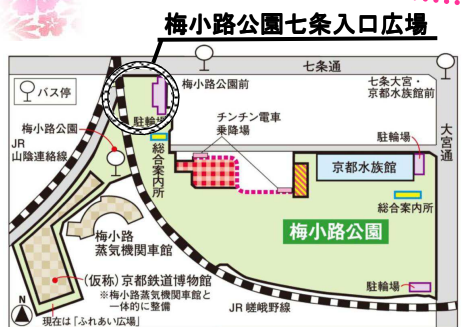 梅小路公園七条入口広場
七条通
バス停
梅小路公園前
七条大宮・
京都水族館前
チンチン電車
乗降場
駐輪場
梅小路公園
JR
山陰連絡線
総合案内所
駐輪場
京都水族館
大宮通
総合案内所
梅小路公園
梅小路
蒸気機関車館
(仮称)京都鉄道博物館
※梅小路蒸気機関車館と
一体的に整備
駐輪場
JR 嵯峨野線
N
現在は「ふれあい広場」